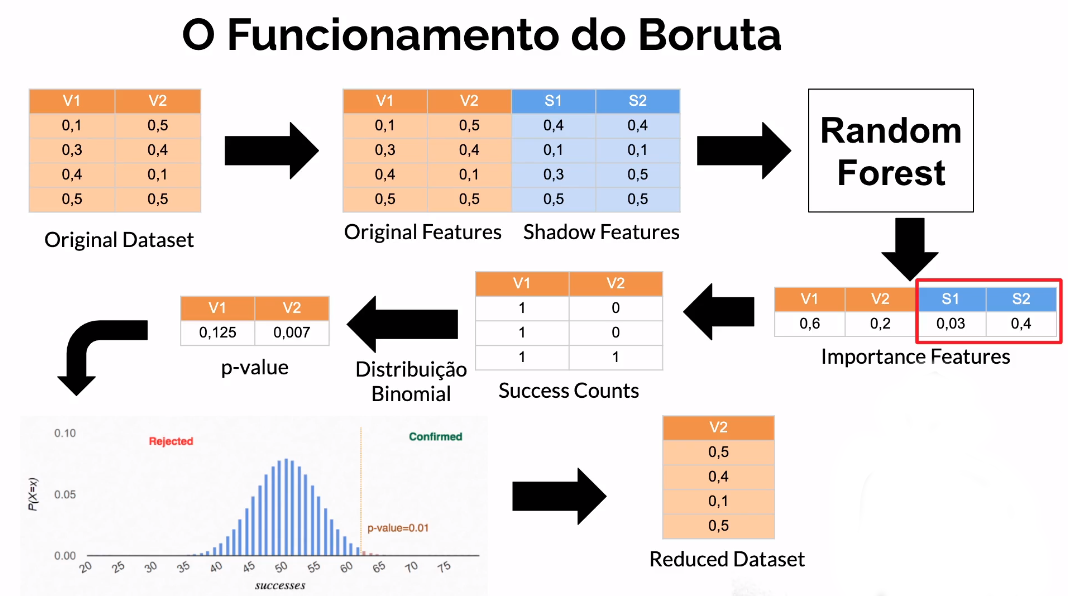 O Funcionamento do Boruta
V1 V2
0,1 0,5
0,3 0,4
0,4 0,1
0,5 0,5
Original Dataset
V1 V2 S1 S2
0,1 0,5 0,4 0,4
0,3 0,4 0,1 0,1
0,4 0,1 0,3 0,5
0,5 0,5 0,5 0,5
Original Features Shadow Features
Random
Forest
V1 V2 S1 S2
0,6 0,2 0,03 0,4
Importance Features
V1 V2
1 0
1 0
1 1
Success Counts
Distribuição
Binomial
V1 V2
0,125 0,007
p-value
0.10
0.05
0.00
P(X=x)
Rejected
Confirmed
p-value=0.01
20 25 30 35 40 45 50 55 60 65 70 75
successes
V2
0,5
0,4
0,1
0,5
Reduced Dataset